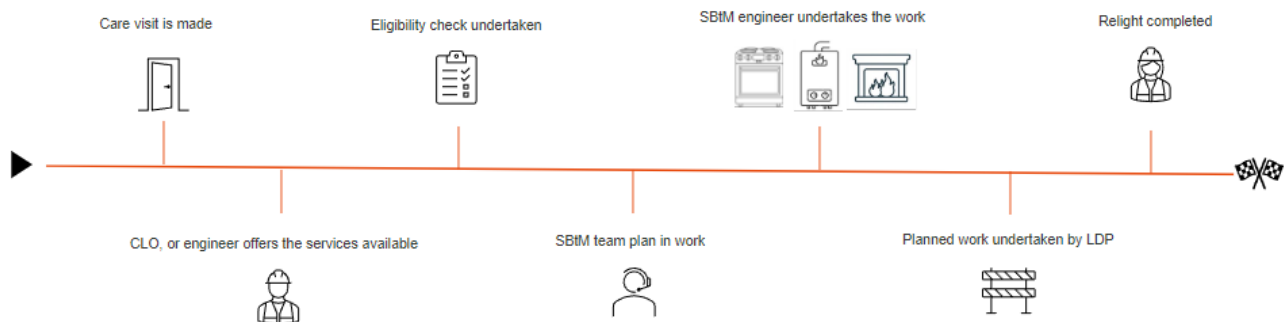 Care visit is made
CLO, or engineer offers the services available
Eligibility check undertaken
SBtM team plan in work
SBtM engineer undertakes the work
Planned work undertaken by LDP
Relight completed